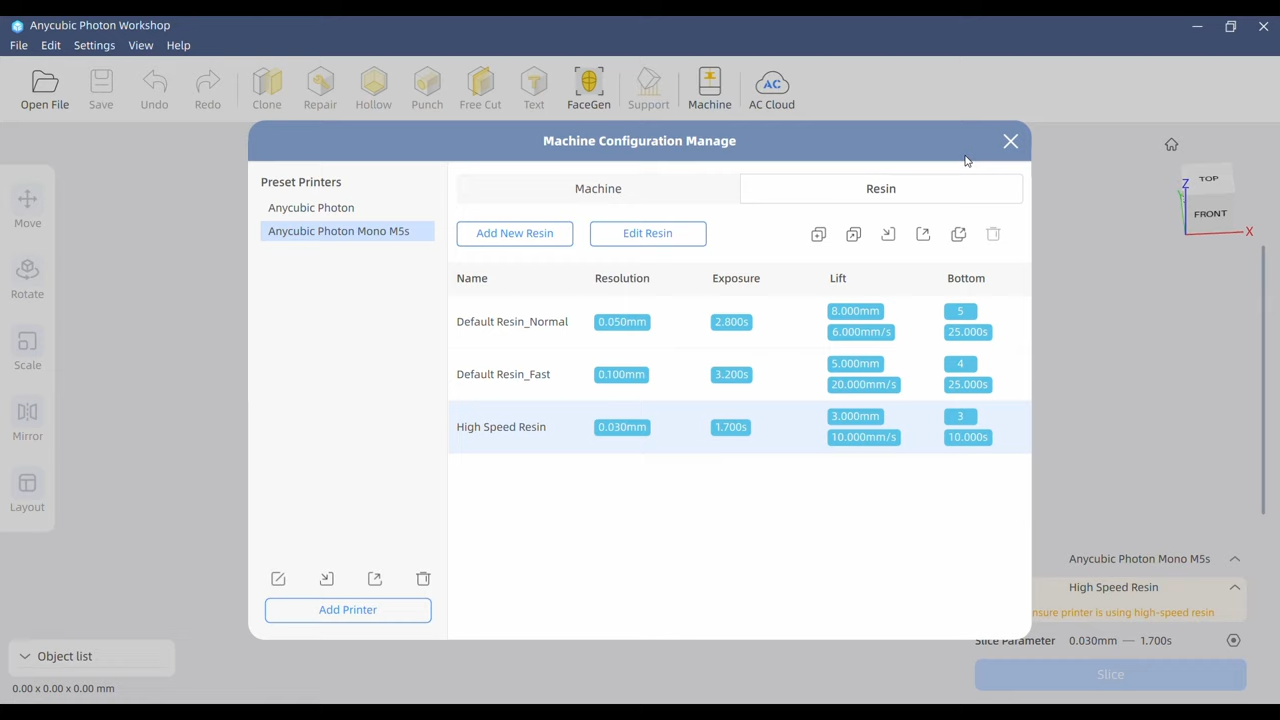 Anycubic Photon Workshop
File Edit Settings View Help
Open File Save Undo Redo Clone Repair Hollow Punch Free Cut Text FaceGen Support Machine AC Cloud
AC
T
Machine Configuration Manage
Preset Printers
Anycubic Photon
Anycubic Photon Mono M5s
Machine Resin
Add New Resin Edit Resin
Name Resolution Exposure Lift Bottom
Default Resin_Normal 0.050mm 2.800s 8.000mm 5
6.000mm/s 25.000s
Default Resin_Fast 0.100mm 3.200s 5.000mm 4
20.000mm/s 25.000s
High Speed Resin 0.030mm 1.700s 3.000mm 3
10.000mm/s 10.000s
Add Printer
Move
Rotate
Scale
Mirror
Layout
TOP
Z
FRONT
X
Anycubic Photon Mono M5s
High Speed Resin
nsure printer is using high-speed resin
Slice Parameter 0.030mm — 1.700s
Slice
Object list
0.00 x 0.00 x 0.00 mm